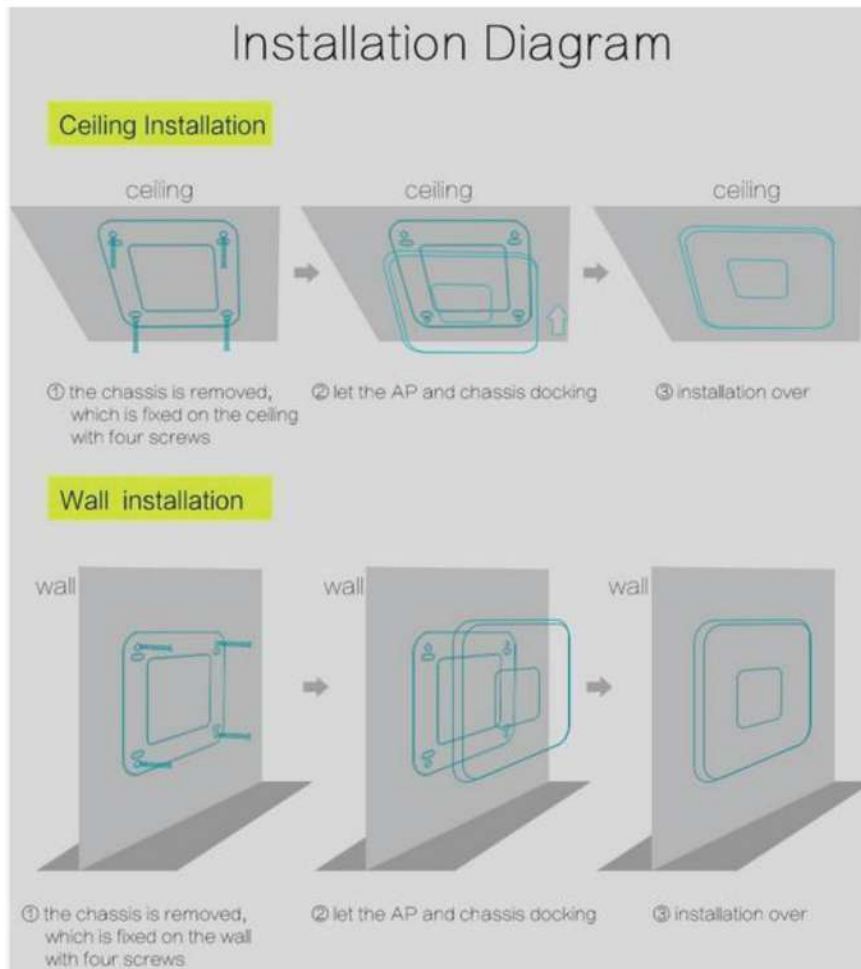 Installation Diagram
Ceiling Installation
ceiling
ceiling
ceiling
① the chassis is removed,
which is fixed on the ceiling
with four screws
② let the AP and chassis docking
③ installation over
Wall installation
wall
wall
wall
① the chassis is removed,
which is fixed on the wall
with four screws
② let the AP and chassis docking
③ installation over